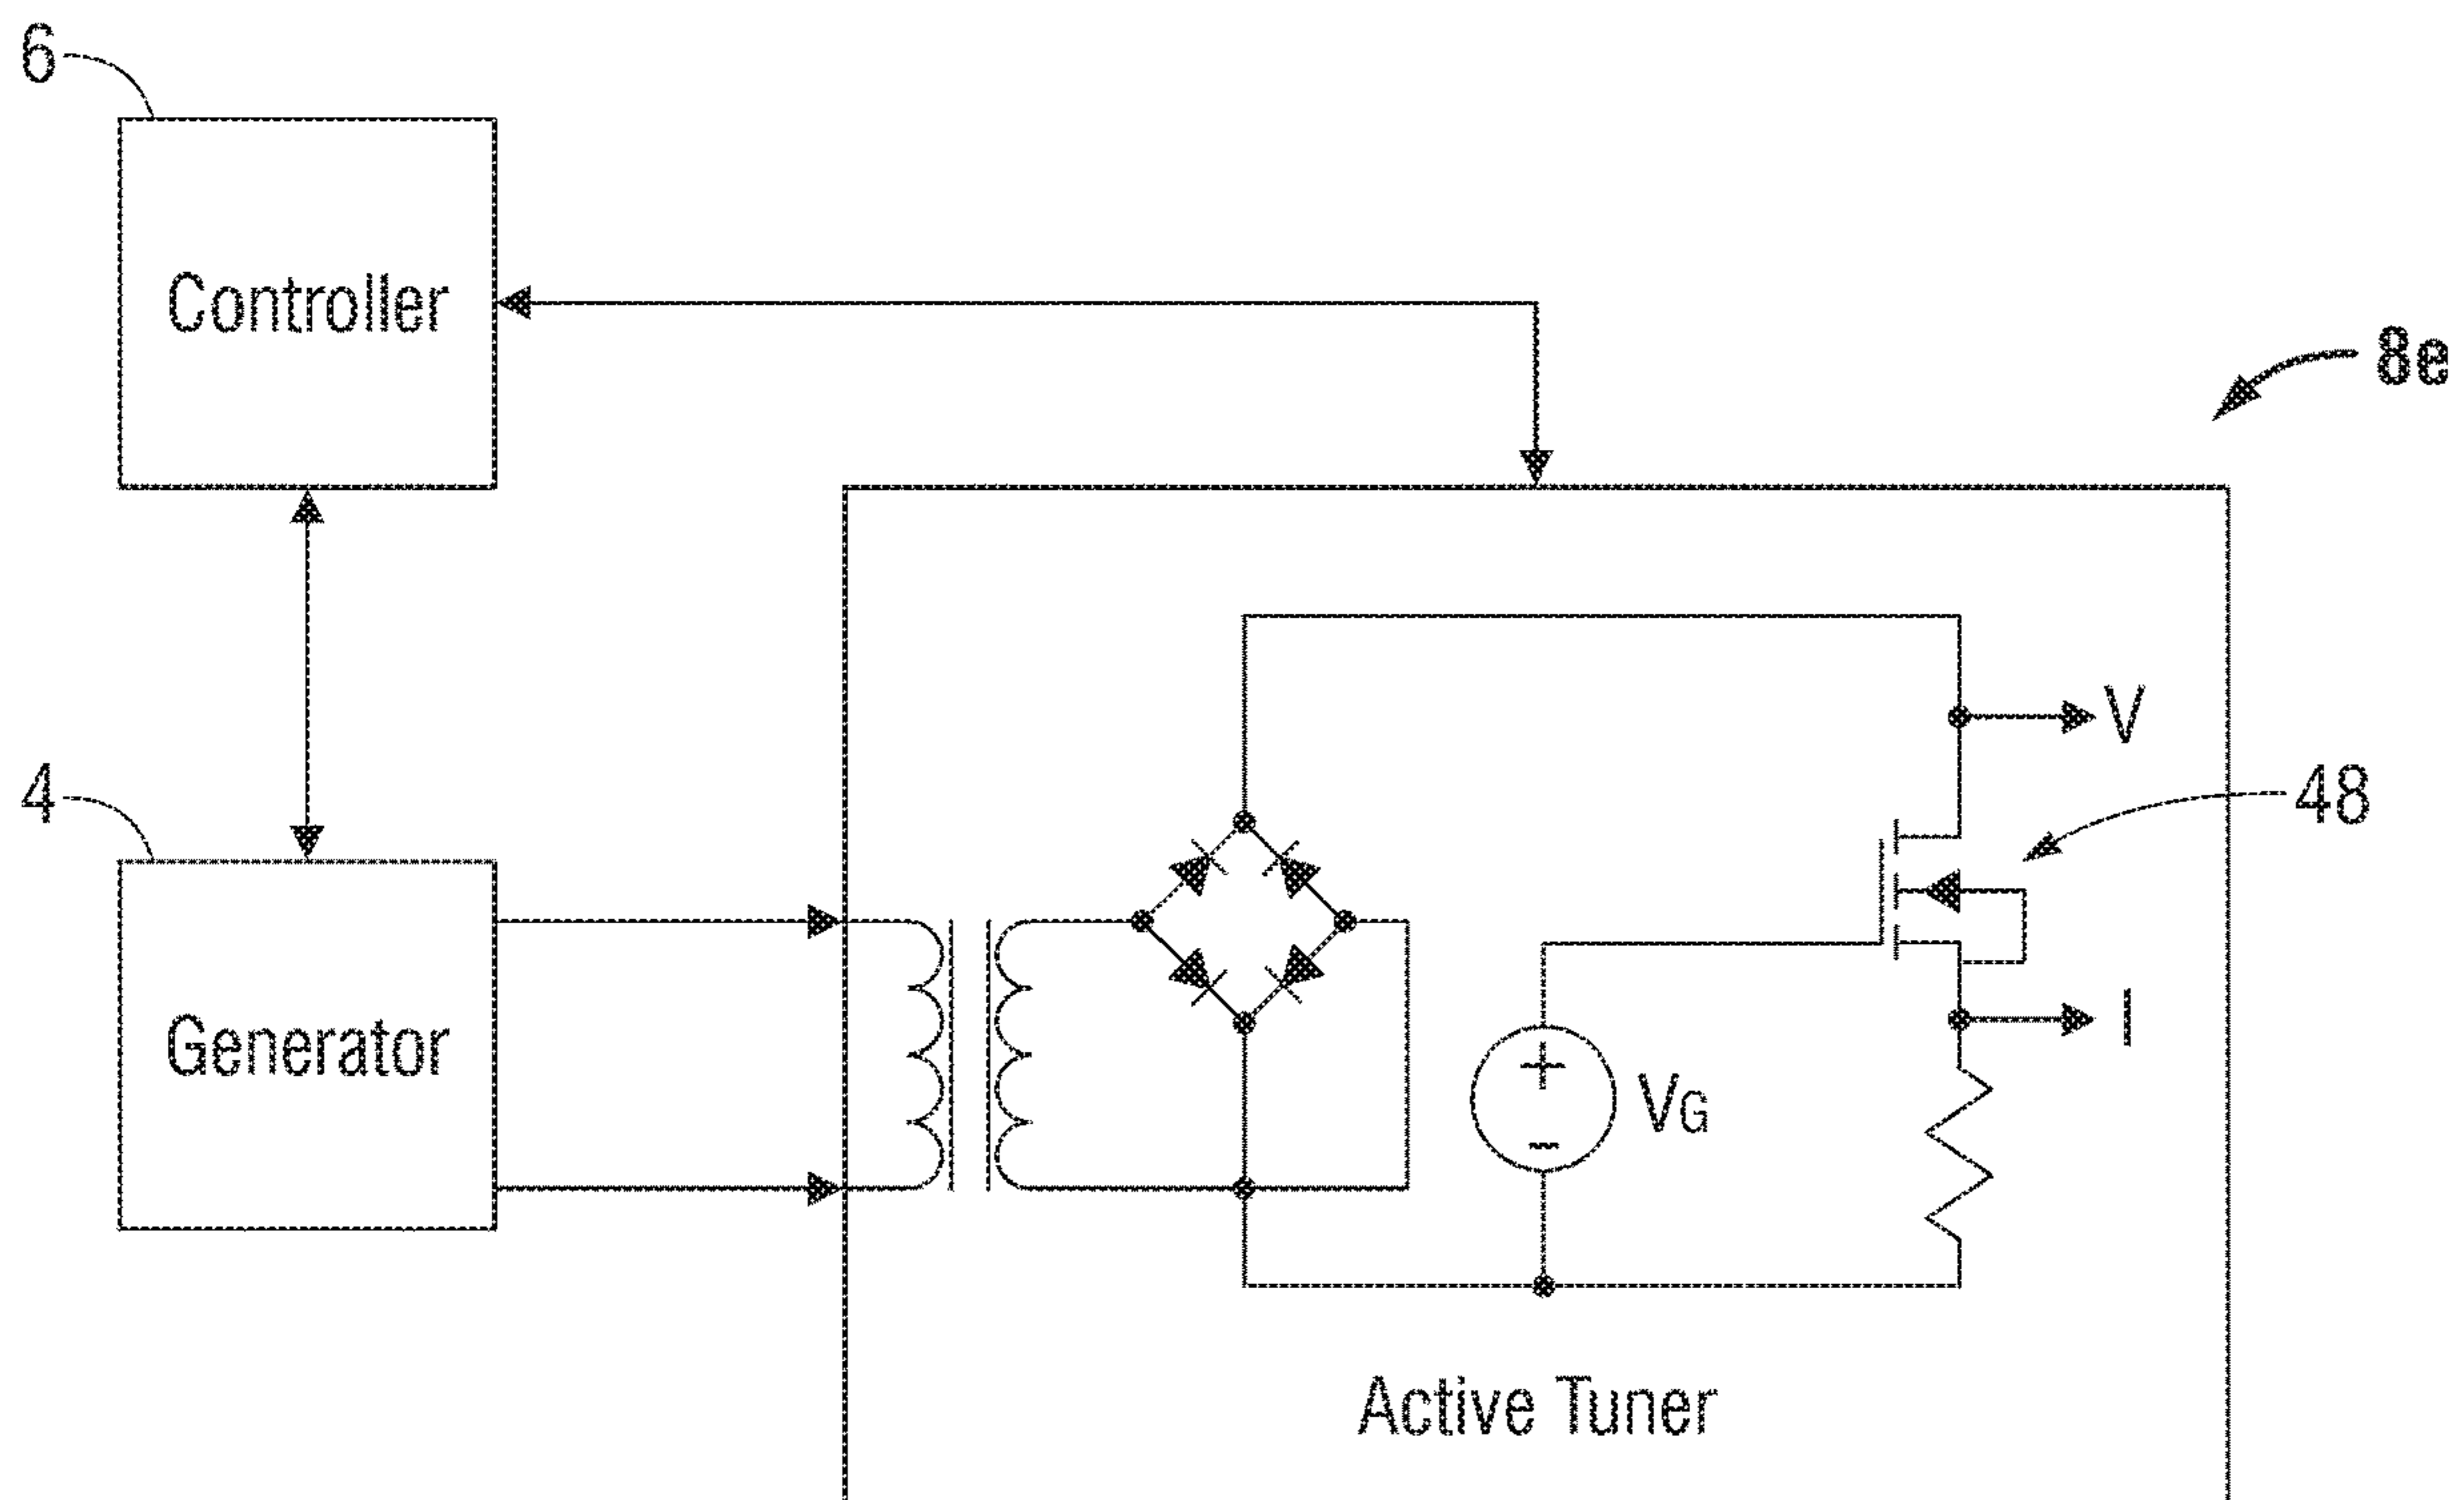 6
Controller
8e
V
4
48
Generator
+
VG
-
I
Active Tuner